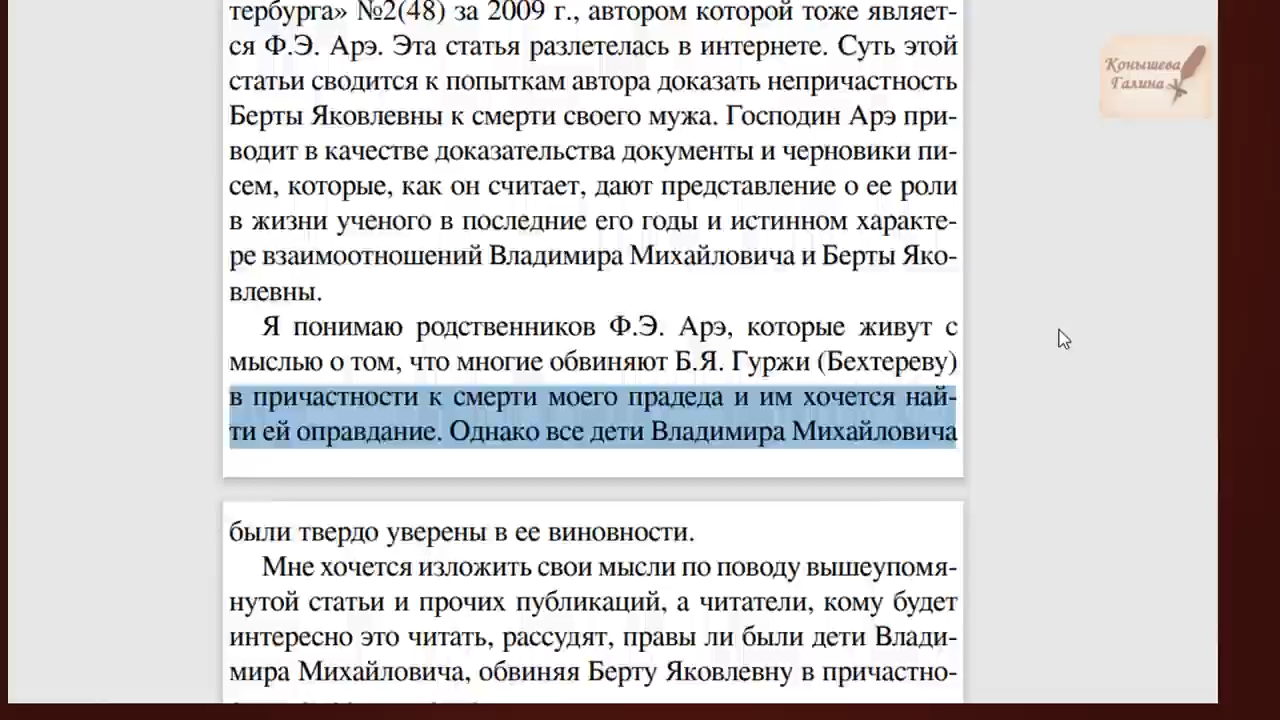 тербурга» №2(48) за 2009 г., автором которой тоже являет-
ся Ф.Э. Арэ. Эта статья разлетелась в интернете. Суть этой
статьи сводится к попыткам автора доказать непричастность
Берты Яковлевны к смерти своего мужа. Господин Арэ при-
водит в качестве доказательства документы и черновики пи-
сем, которые, как он считает, дают представление о ее роли
в жизни ученого в последние его годы и истинном характе-
ре взаимоотношений Владимира Михайловича и Берты Яко-
влевны.
Я понимаю родственников Ф.Э. Арэ, которые живут с
мыслью о том, что многие обвиняют Б.Я. Гуржи (Бехтереву)
в причастности к смерти моего прадеда и им хочется най-
ти ей оправдание. Однако все дети Владимира Михайловича
были твердо уверены в ее виновности.
Мне хочется изложить свои мысли по поводу вышеупомя-
нутой статьи и прочих публикаций, а читатели, кому будет
интересно это читать, рассудят, правы ли были дети Влади-
мира Михайловича, обвиняя Берту Яковлевну в причастно-
Конышева
Галина